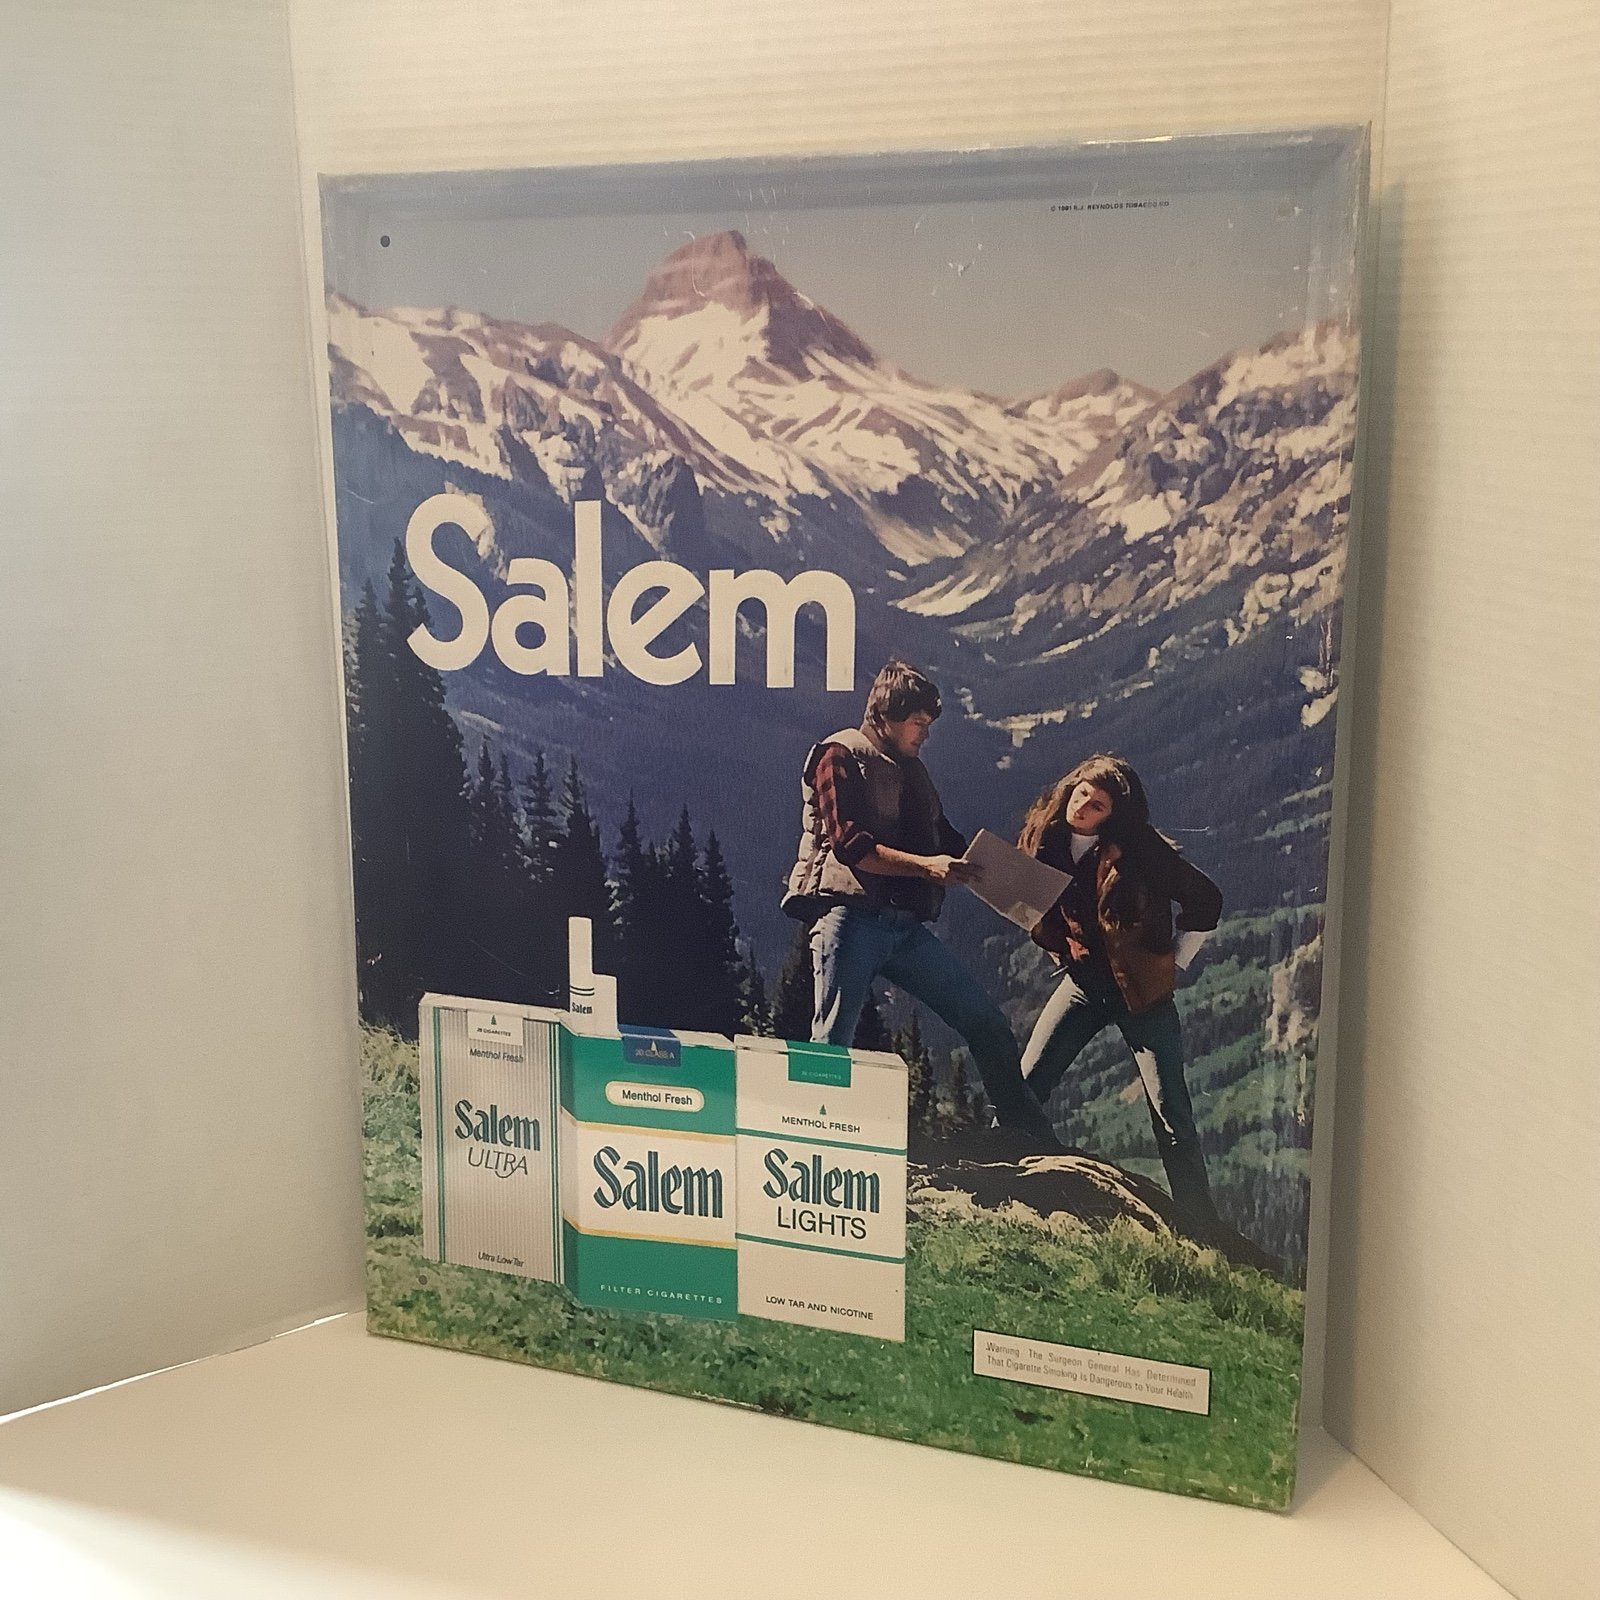 © 1981 R.J. REYNOLDS TOBACCO CO
Salem
Salem
20 CIGARETTES
Menthol Fresh
Salem
ULTRA
Ultra Low Tar
20 CLASS A
Menthol Fresh
Salem
FILTER CIGARETTES
20 CIGARETTES
MENTHOL FRESH
Salem
LIGHTS
LOW TAR AND NICOTINE
Warning: The Surgeon General Has Determined
That Cigarette Smoking Is Dangerous to Your Health